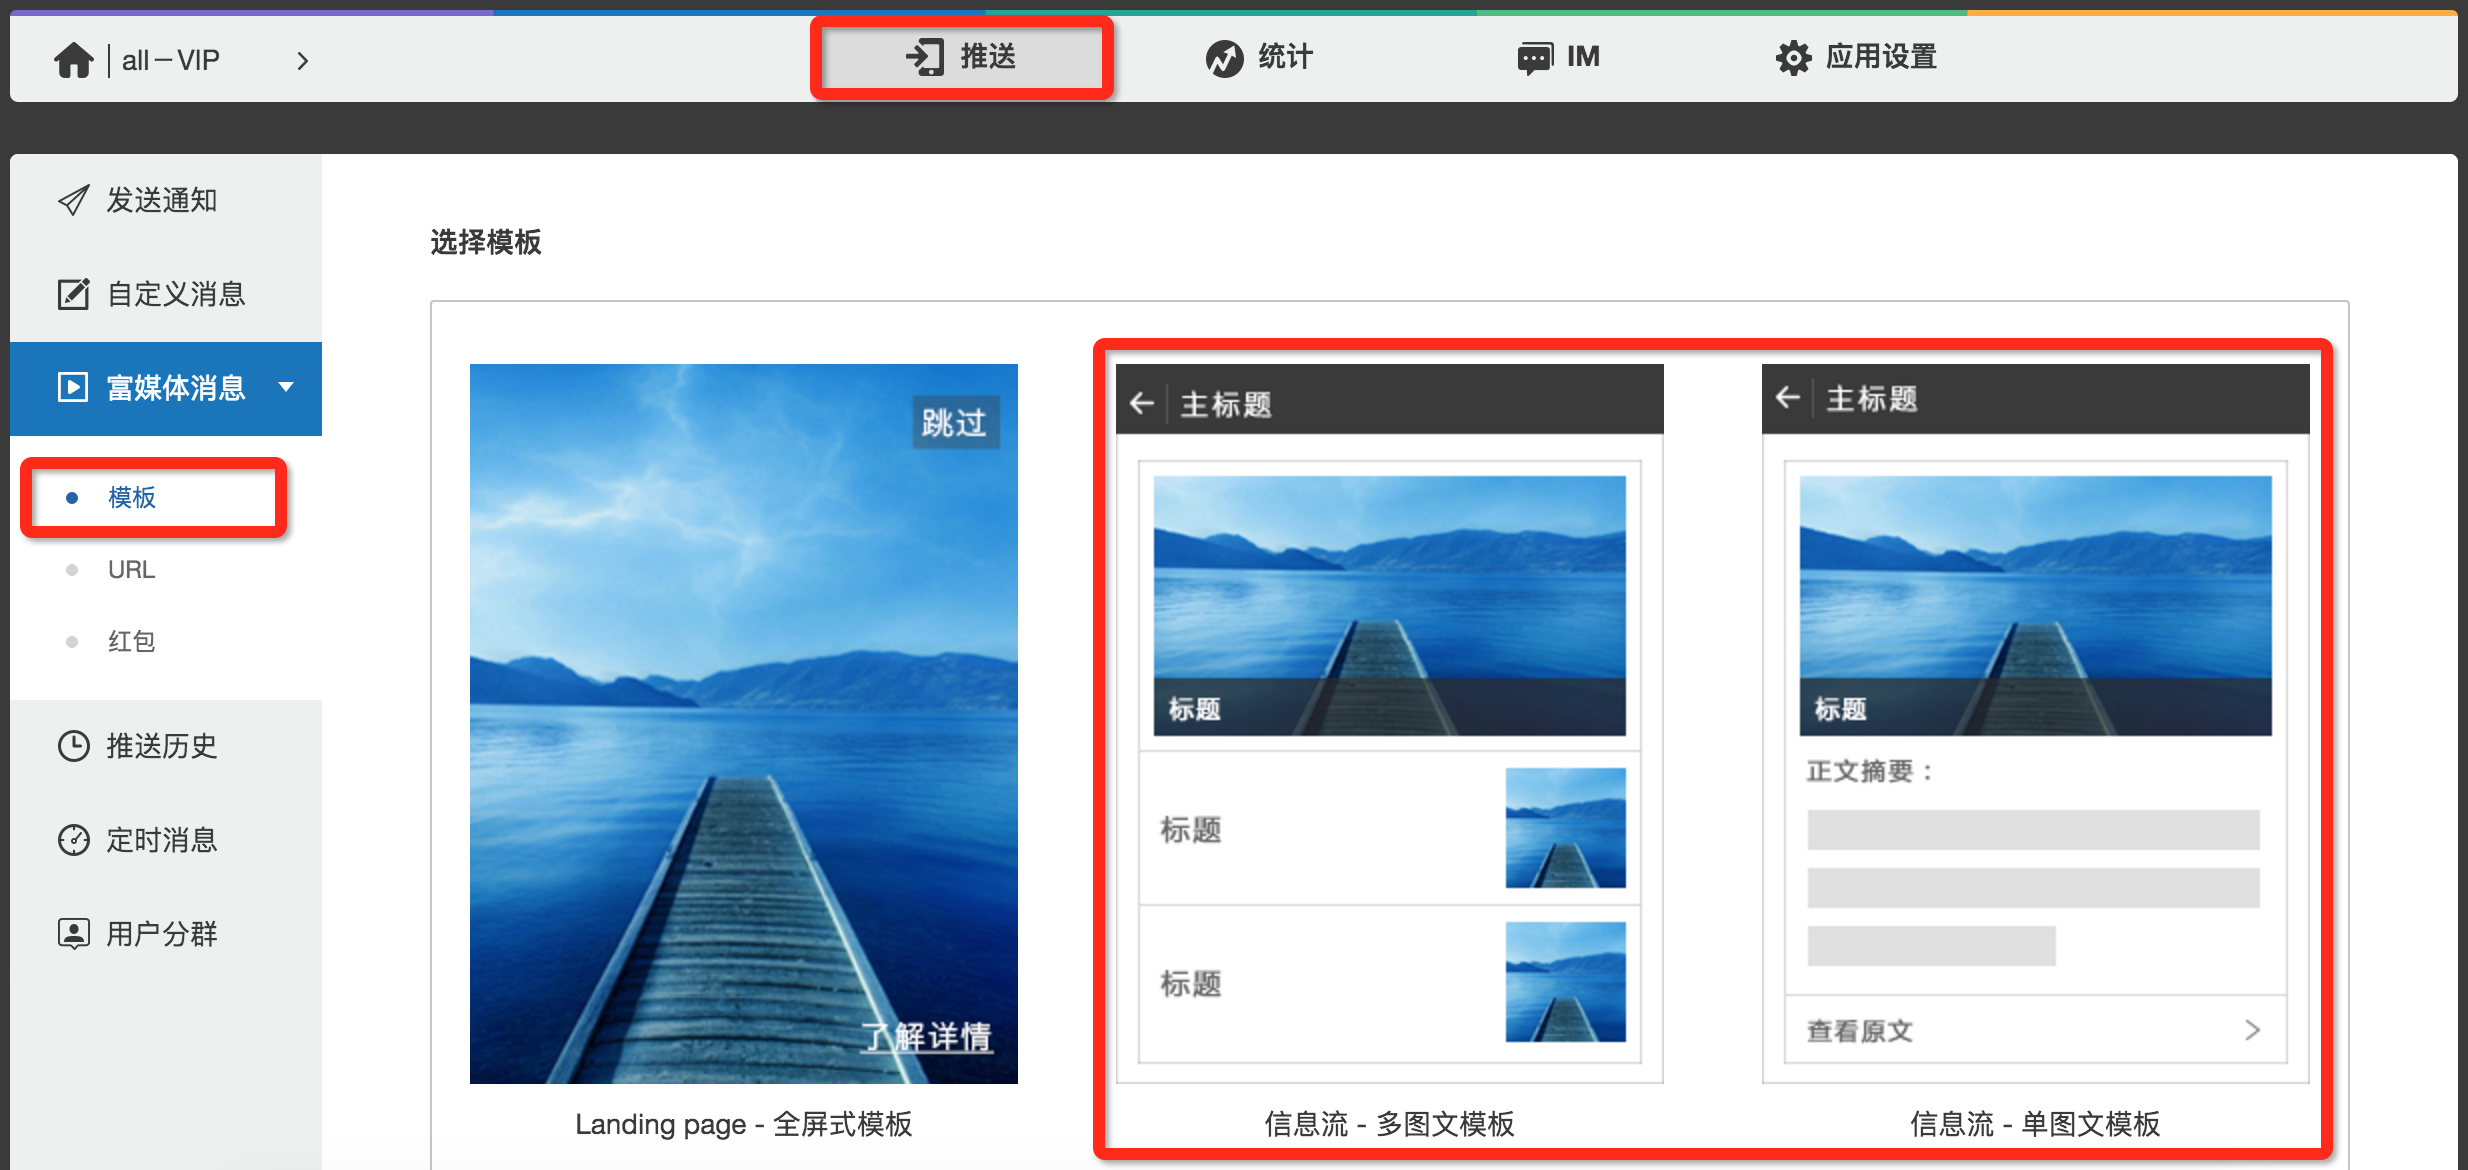 all－VIP
推送
统计
IM
应用设置
发送通知
自定义消息
富媒体消息
模板
URL
红包
推送历史
定时消息
用户分群
选择模板
跳过
了解详情
Landing page - 全屏式模板
主标题
标题
标题
标题
信息流 - 多图文模板
主标题
标题
正文摘要：
查看原文
信息流 - 单图文模板